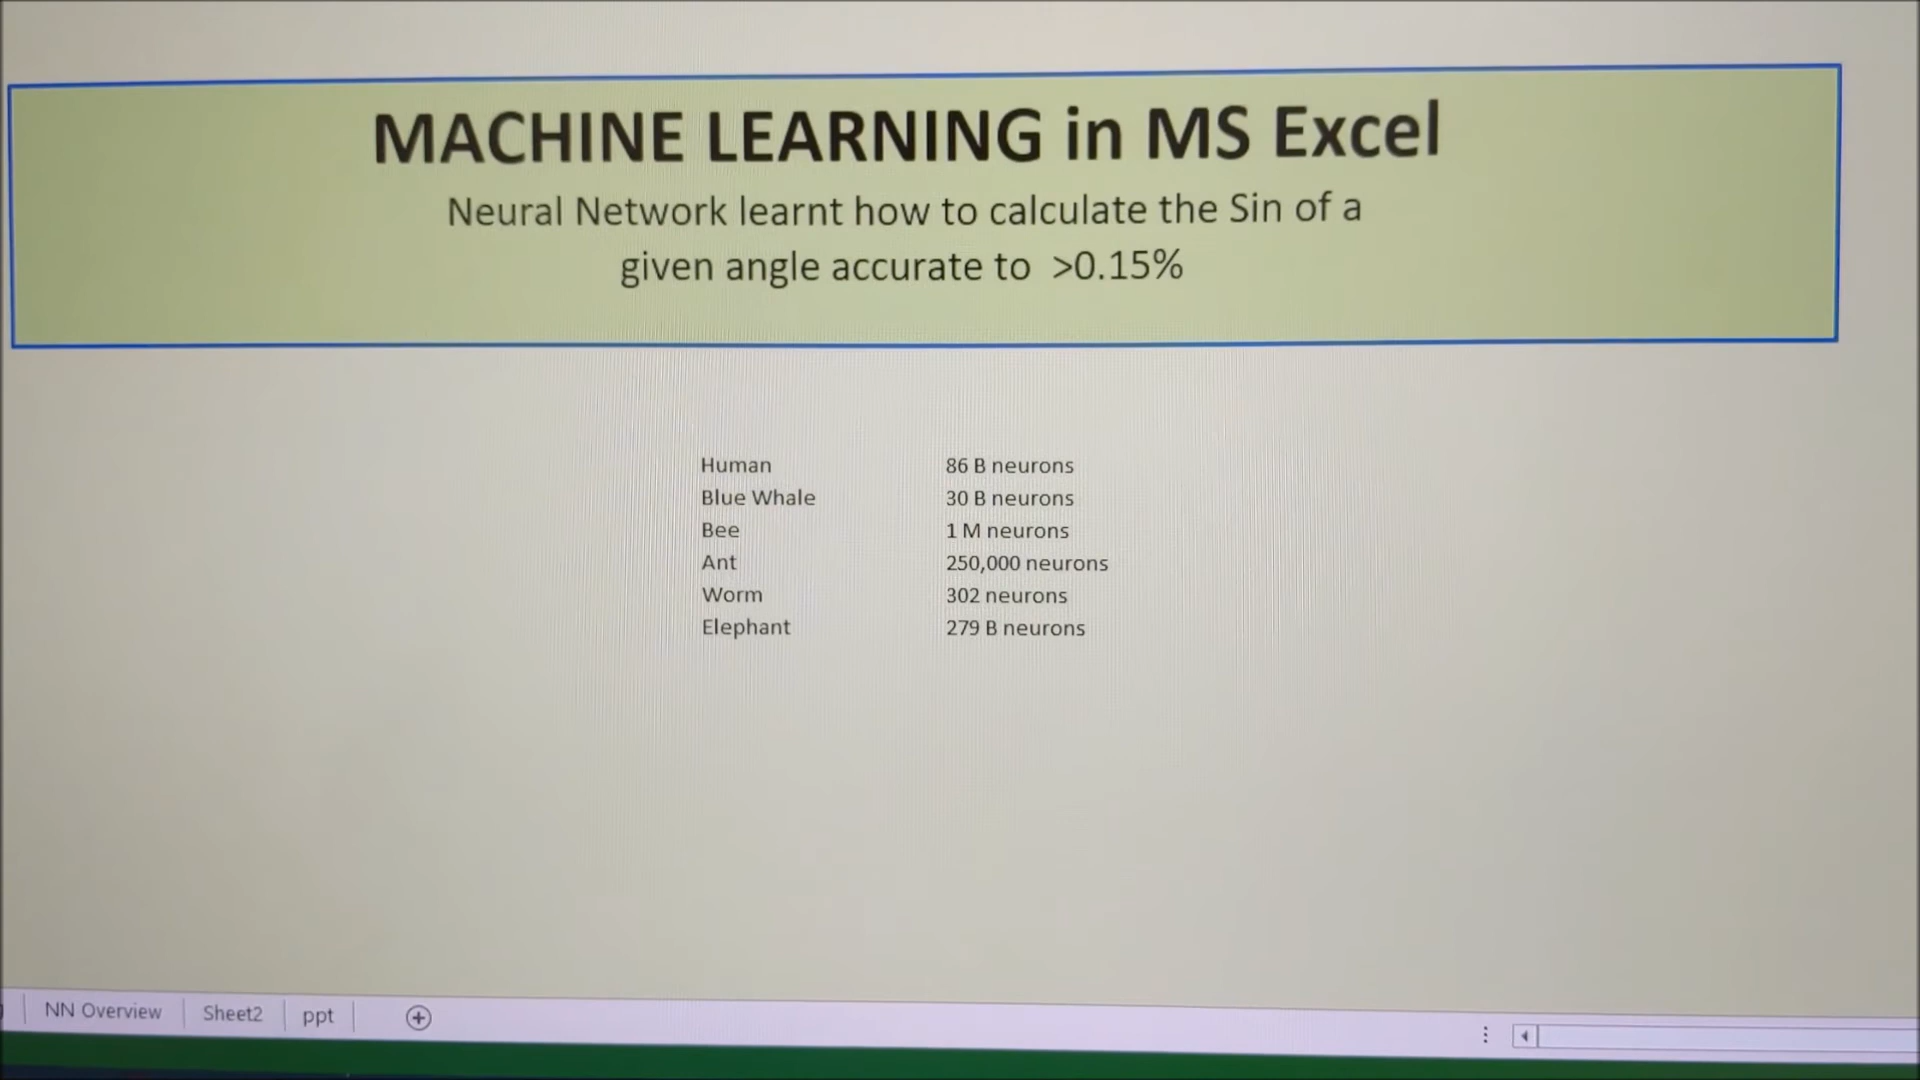 MACHINE LEARNING in MS Excel
Neural Network learnt how to calculate the Sin of a
given angle accurate to >0.15%
Human 86 B neurons
Blue Whale 30 B neurons
Bee 1 M neurons
Ant 250,000 neurons
Worm 302 neurons
Elephant 279 B neurons
NN Overview Sheet2 ppt